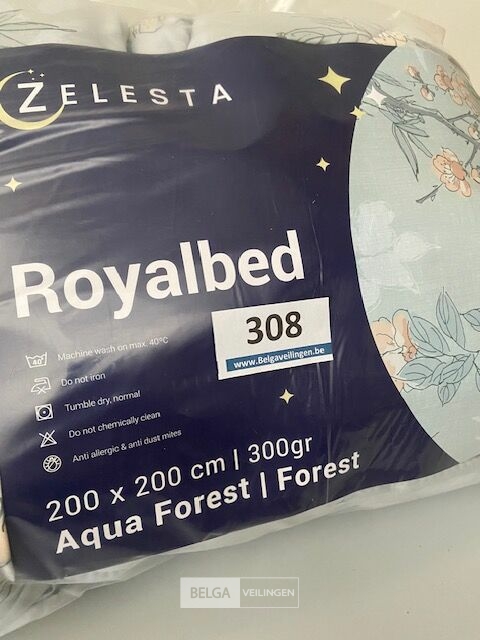 ZELESTA
Royalbed
308
www.Belgaveilingen.be
40°
Machine wash on max. 40°C
Do not iron
Tumble dry, normal
Do not chemically clean
Anti allergic & anti dust mites
200 x 200 cm | 300gr
Aqua Forest | Forest
BELGA VEILINGEN